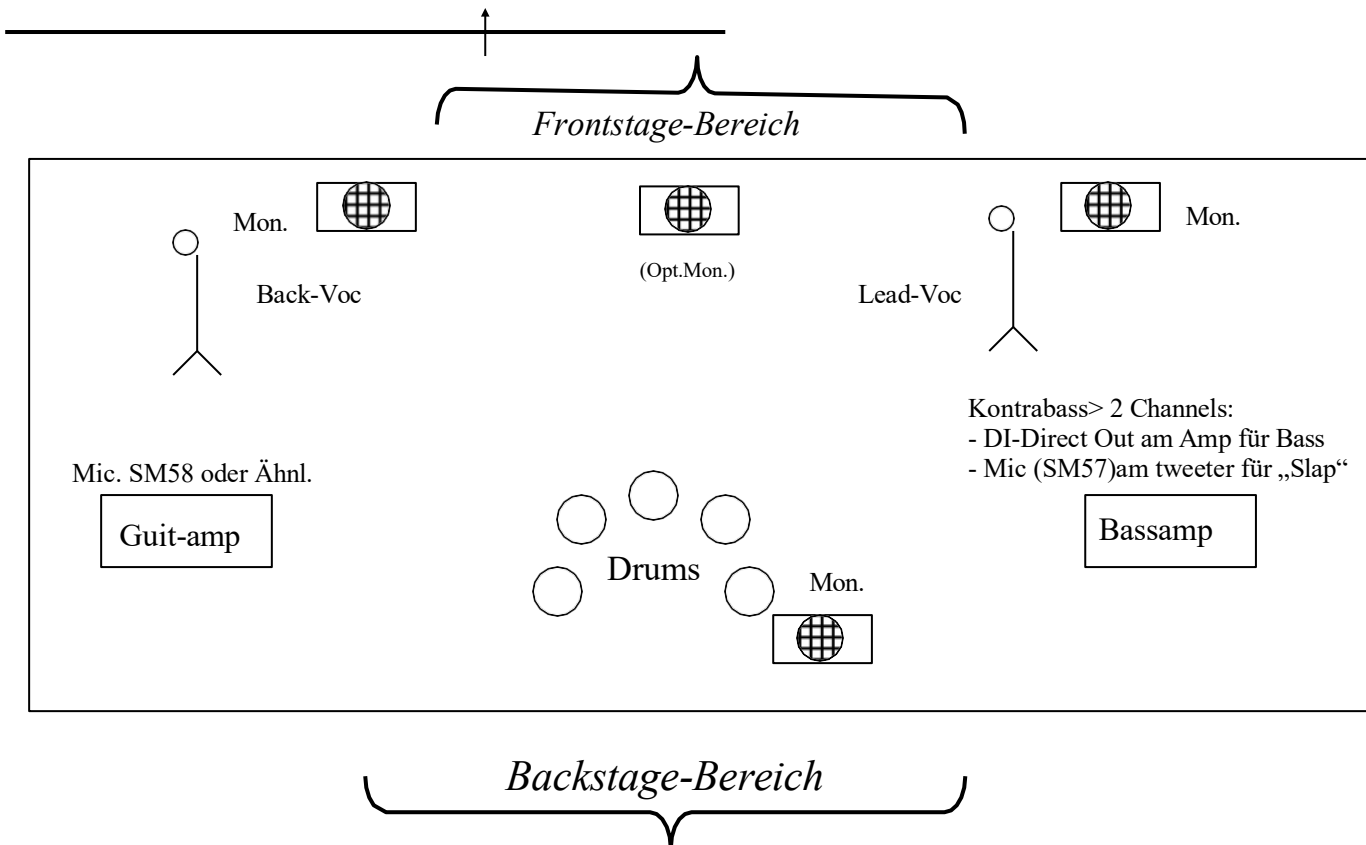 Frontstage-Bereich
Mon.
Mon.
(Opt.Mon.)
Back-Voc
Lead-Voc
Kontrabass> 2 Channels:
- DI-Direct Out am Amp für Bass
- Mic (SM57)am tweeter für „Slap“
Mic. SM58 oder Ähnl.
Guit-amp
Bassamp
Drums
Mon.
Backstage-Bereich